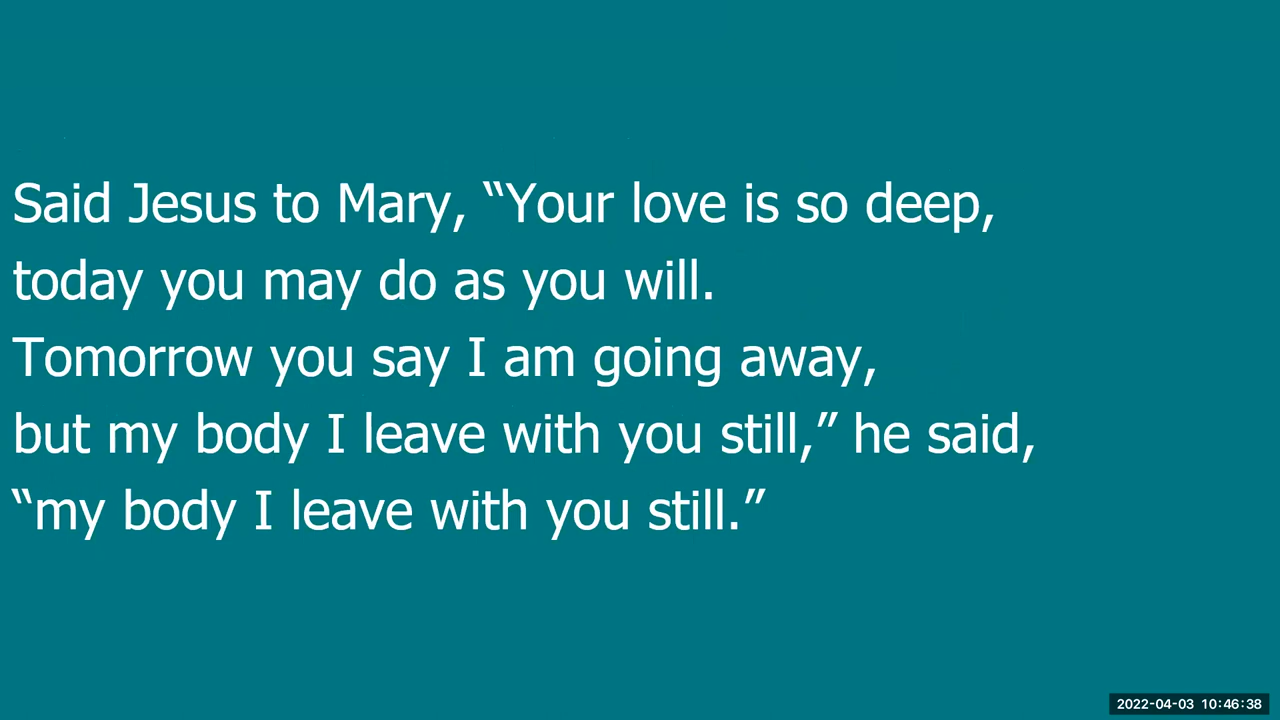 Said Jesus to Mary, “Your love is so deep,
today you may do as you will.
Tomorrow you say I am going away,
but my body I leave with you still,” he said,
“my body I leave with you still.”
2022-04-03 10:46:38